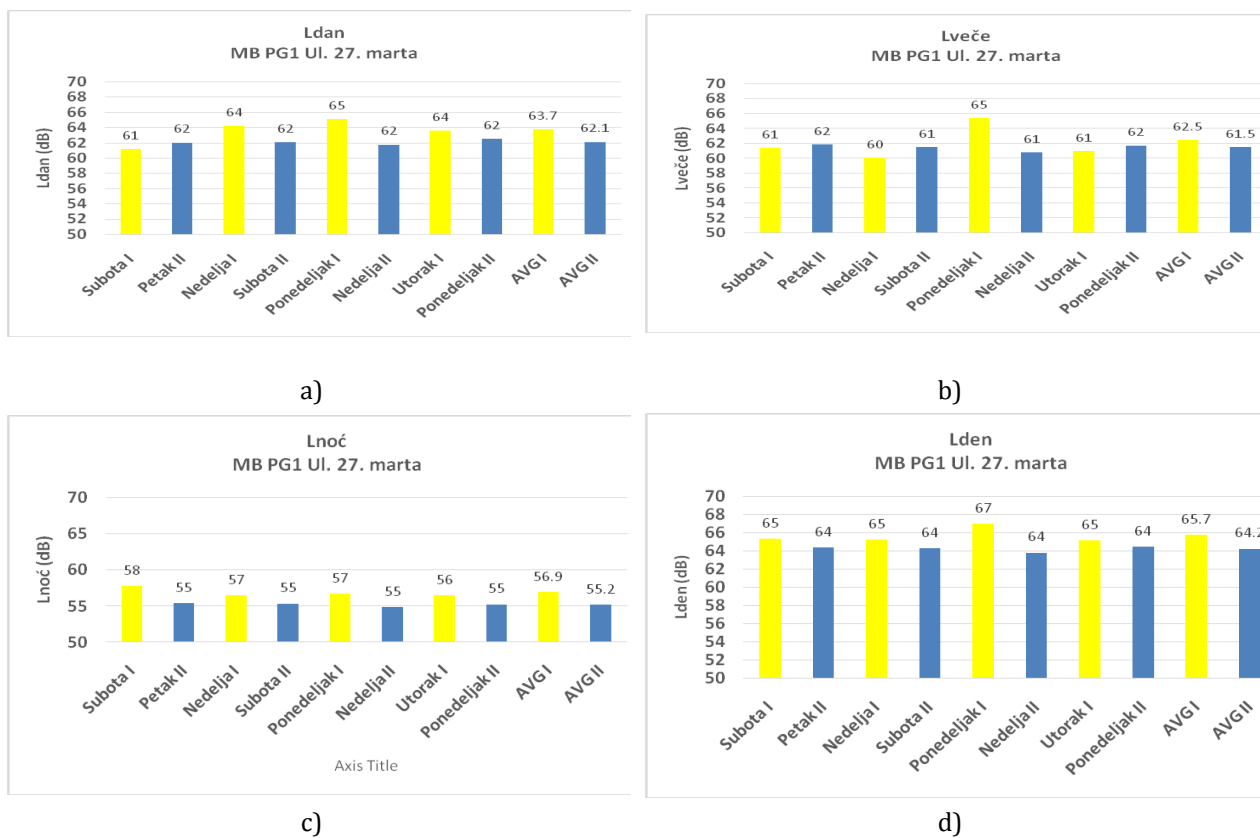 Ldan
MB PG1 Ul. 27. marta
Ldan (dB)
70
68
66
64
62
60
58
56
54
52
50
61
62
64
62
65
62
64
62
63.7
62.1
Subota I
Petak II
Nedelja I
Subota II
Ponedeljak I
Nedelja II
Utorak I
Ponedeljak II
AVG I
AVG II
a)
Lveče
MB PG1 Ul. 27. marta
Lveče (dB)
70
68
66
64
62
60
58
56
54
52
50
61
62
60
61
65
61
61
62
62.5
61.5
Subota I
Petak II
Nedelja I
Subota II
Ponedeljak I
Nedelja II
Utorak I
Ponedeljak II
AVG I
AVG II
b)
Lnoć
MB PG1 Ul. 27. marta
Lnoć (dB)
70
65
60
55
50
58
55
57
55
57
55
56
55
56.9
55.2
Subota I
Petak II
Nedelja I
Subota II
Ponedeljak I
Nedelja II
Utorak I
Ponedeljak II
AVG I
AVG II
Axis Title
c)
Lden
MB PG1 Ul. 27. marta
Lden (dB)
70
68
66
64
62
60
58
56
54
52
50
65
64
65
64
67
64
65
64
65.7
64.2
Subota I
Petak II
Nedelja I
Subota II
Ponedeljak I
Nedelja II
Utorak I
Ponedeljak II
AVG I
AVG II
d)